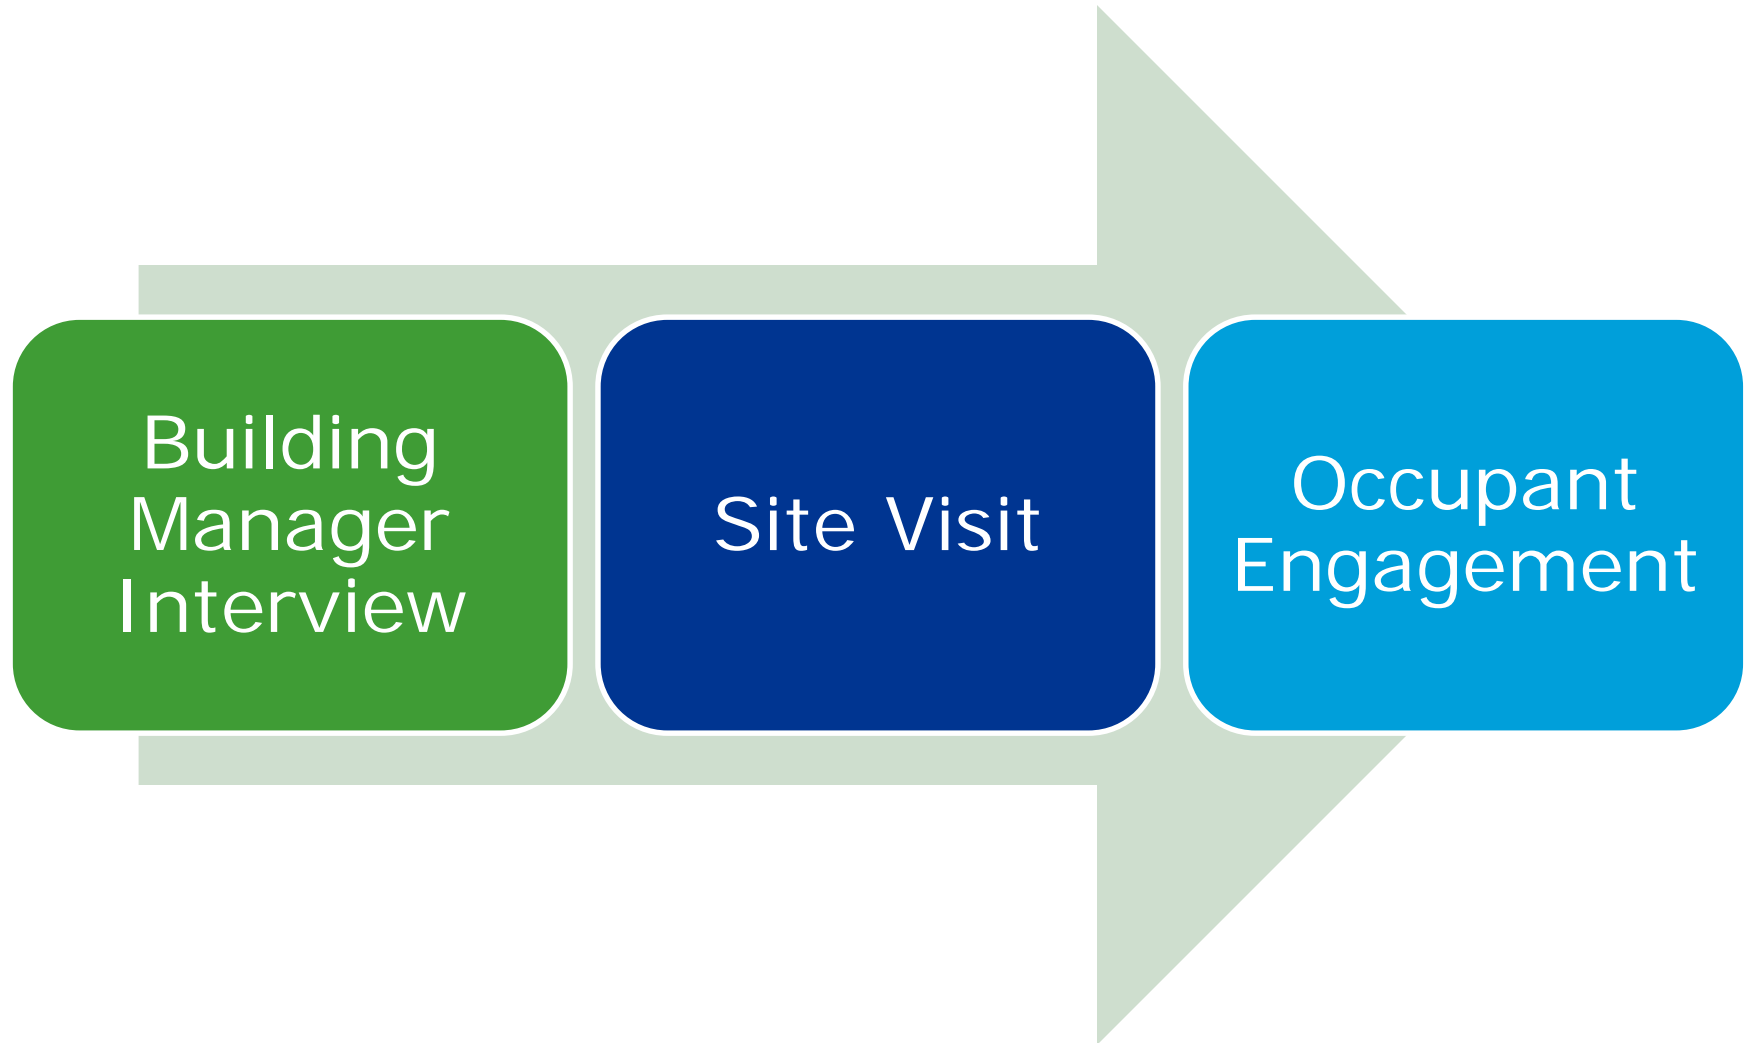 Building
Manager
Interview
Site Visit
Occupant
Engagement